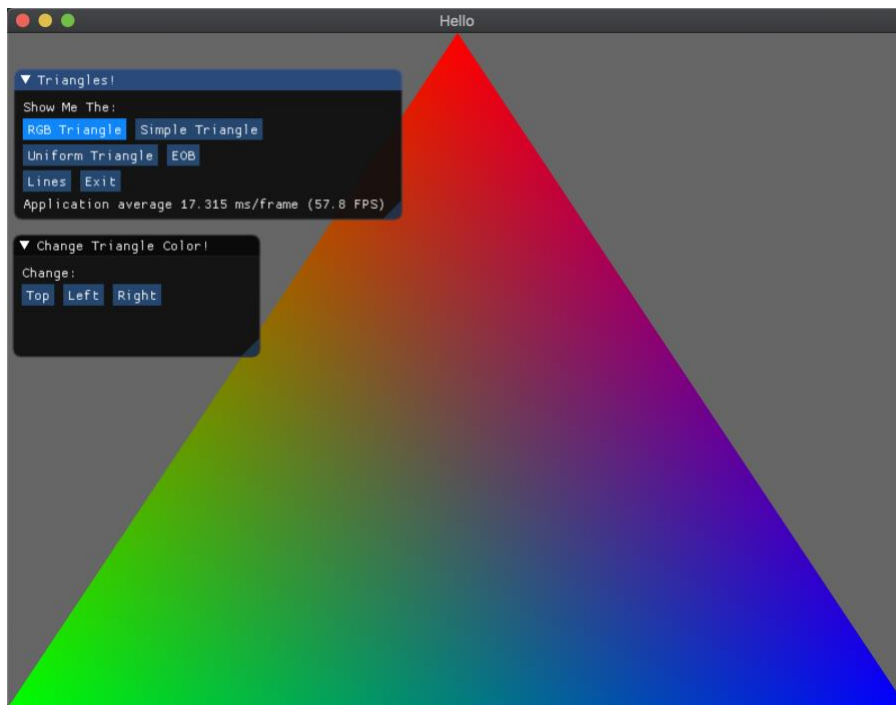 Hello
Triangles!
Show Me The:
RGB Triangle Simple Triangle
Uniform Triangle EOB
Lines Exit
Application average 17.315 ms/frame (57.8 FPS)
Change Triangle Color!
Change:
Top Left Right